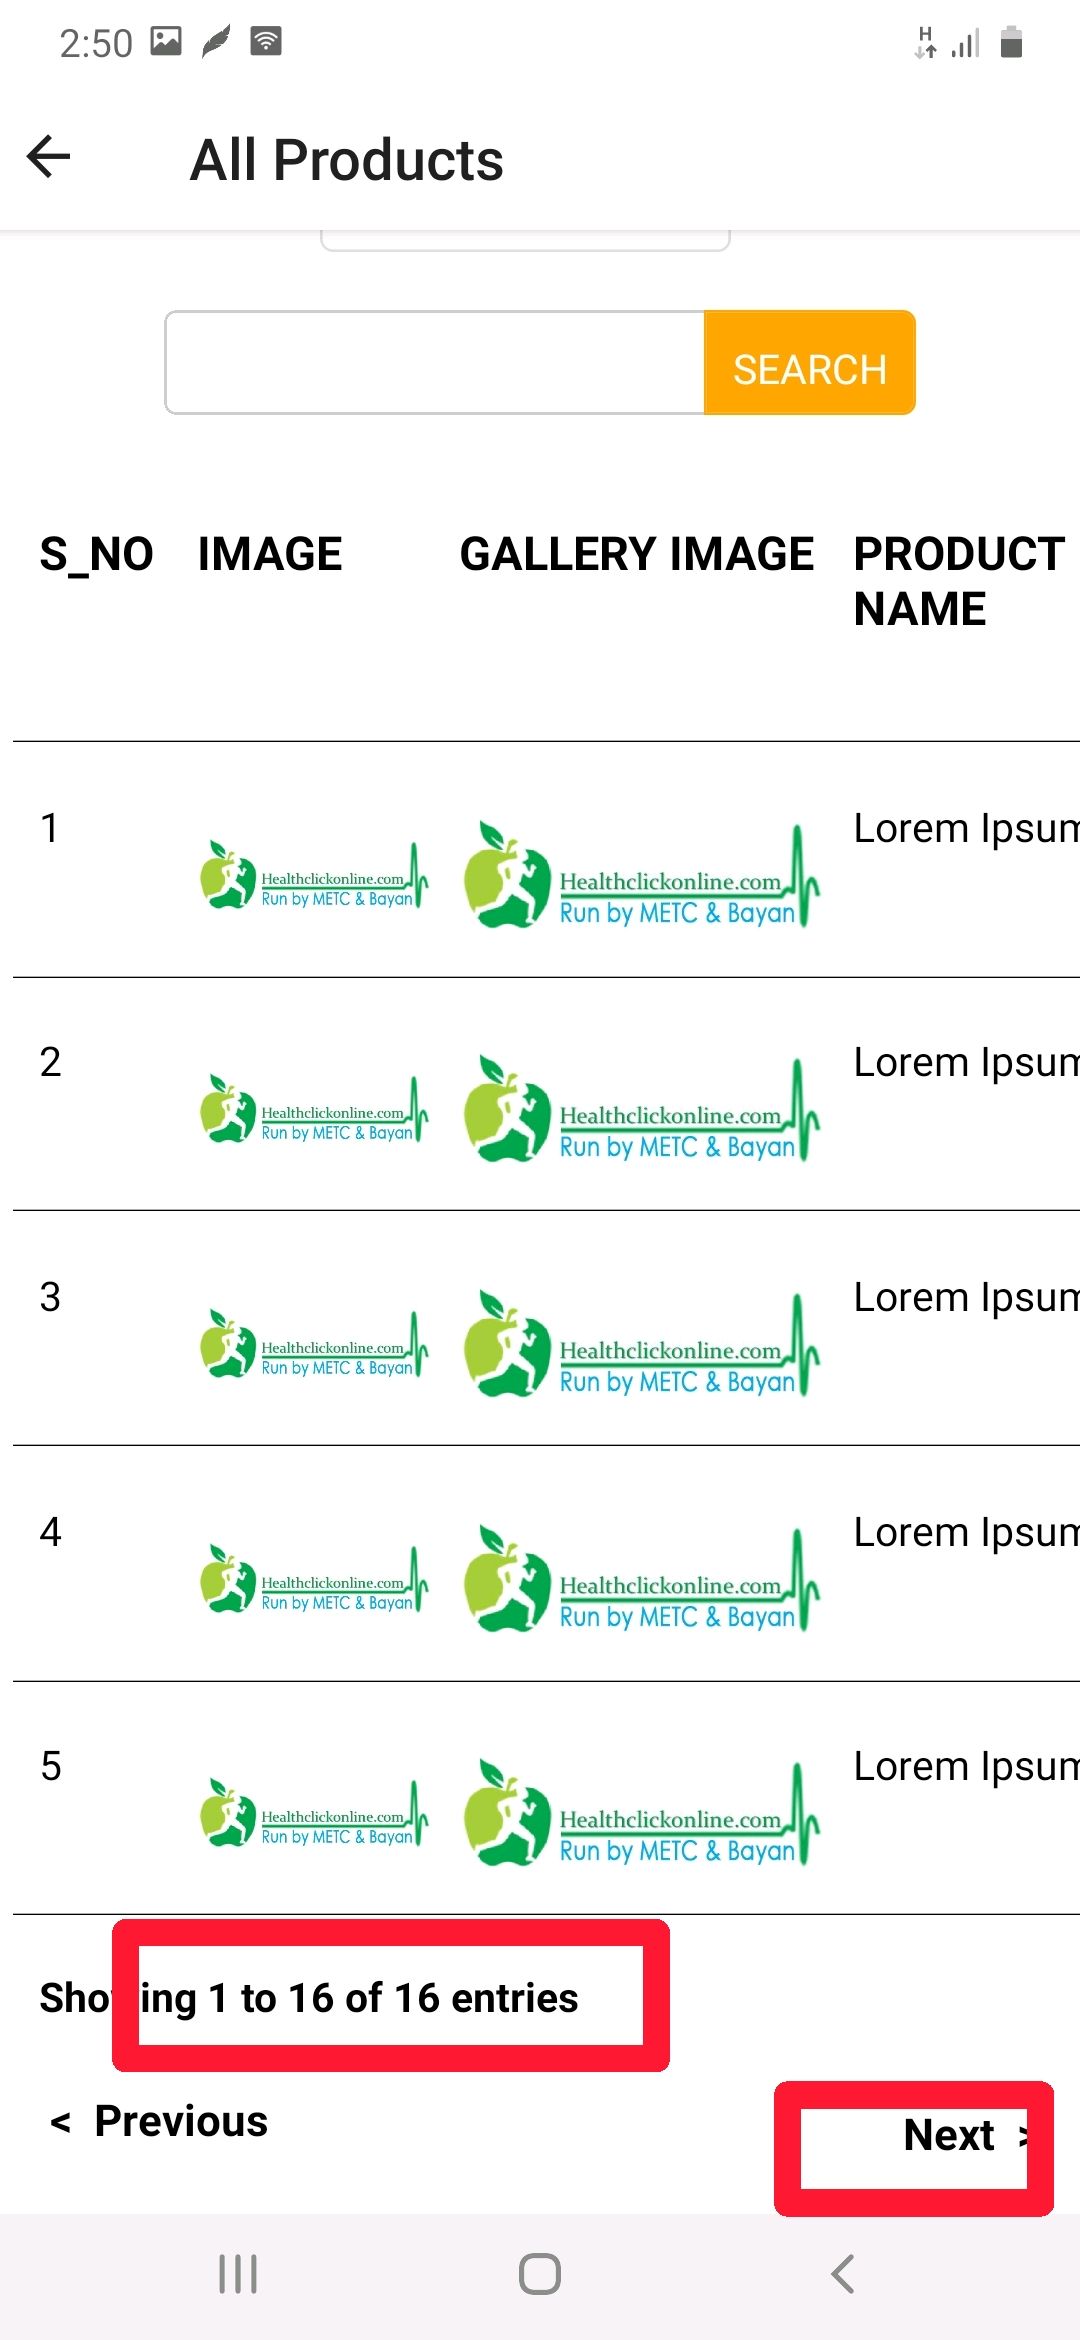 2:50
H
All Products
SEARCH
S_NO IMAGE GALLERY IMAGE PRODUCT NAME
1 Healthclickonline.com Run by METC & Bayan Healthclickonline.com Run by METC & Bayan Lorem Ipsum
2 Healthclickonline.com Run by METC & Bayan Healthclickonline.com Run by METC & Bayan Lorem Ipsum
3 Healthclickonline.com Run by METC & Bayan Healthclickonline.com Run by METC & Bayan Lorem Ipsum
4 Healthclickonline.com Run by METC & Bayan Healthclickonline.com Run by METC & Bayan Lorem Ipsum
5 Healthclickonline.com Run by METC & Bayan Healthclickonline.com Run by METC & Bayan Lorem Ipsum
Showing 1 to 16 of 16 entries
< Previous
Next >